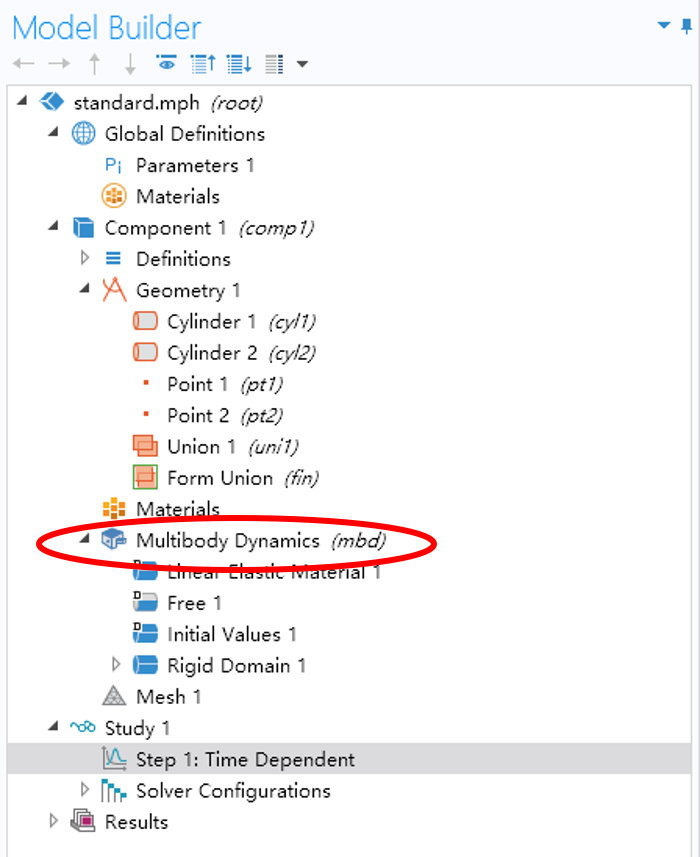 Model Builder
standard.mph (root)
Global Definitions
Pi Parameters 1
Materials
Component 1 (comp1)
Definitions
Geometry 1
Cylinder 1 (cyl1)
Cylinder 2 (cyl2)
Point 1 (pt1)
Point 2 (pt2)
Union 1 (uni1)
Form Union (fin)
Materials
Multibody Dynamics (mbd)
D Linear Elastic Material 1
D Free 1
D Initial Values 1
Rigid Domain 1
Mesh 1
Study 1
Step 1: Time Dependent
Solver Configurations
Results